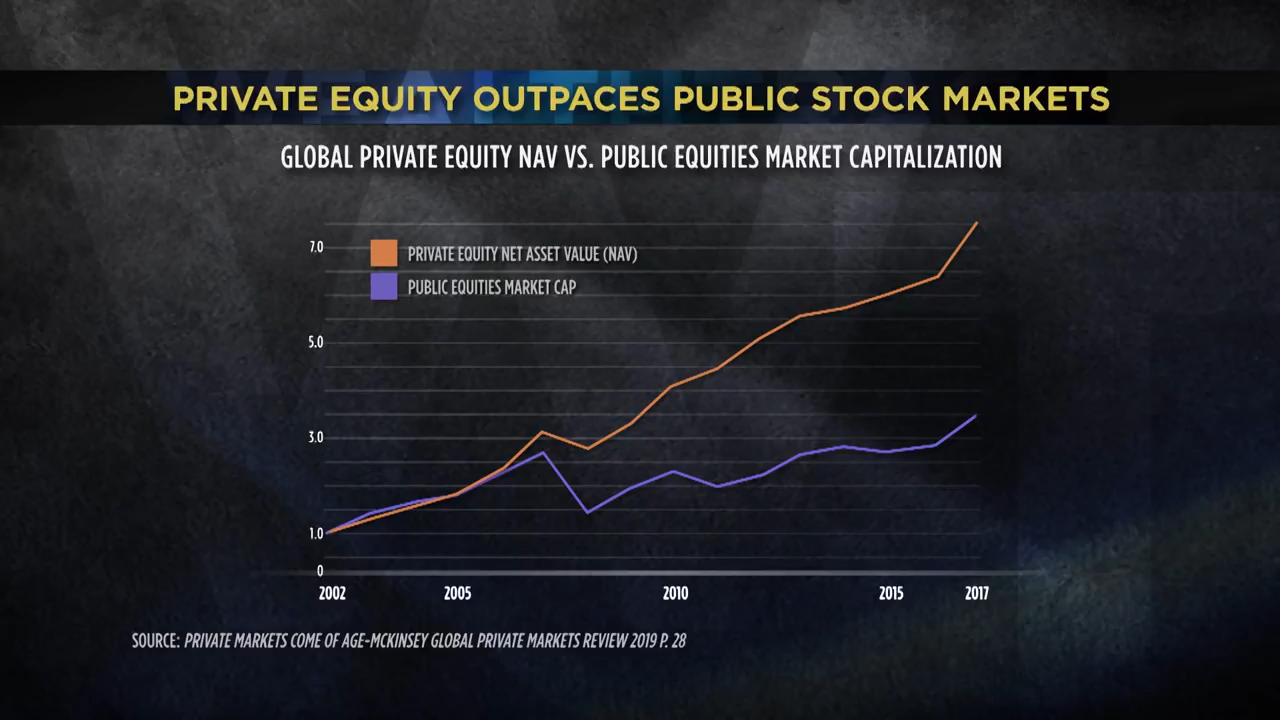 PRIVATE EQUITY OUTPACES PUBLIC STOCK MARKETS
GLOBAL PRIVATE EQUITY NAV VS. PUBLIC EQUITIES MARKET CAPITALIZATION
7.0
PRIVATE EQUITY NET ASSET VALUE (NAV)
PUBLIC EQUITIES MARKET CAP
5.0
3.0
1.0
0
2002 2005 2010 2015 2017
SOURCE: PRIVATE MARKETS COME OF AGE-MCKINSEY GLOBAL PRIVATE MARKETS REVIEW 2019 P. 28